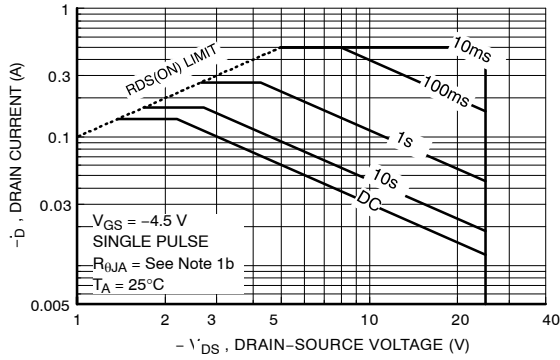 1
0.3
0.1
0.03
0.005
1
2
3
5
10
20
40
RDS(ON) LIMIT
10ms
100ms
1s
10s
DC
VGS = −4.5 V
SINGLE PULSE
RθJA = See Note 1b
TA = 25°C
, DRAIN CURRENT (A)
DS , DRAIN−SOURCE VOLTAGE (V)